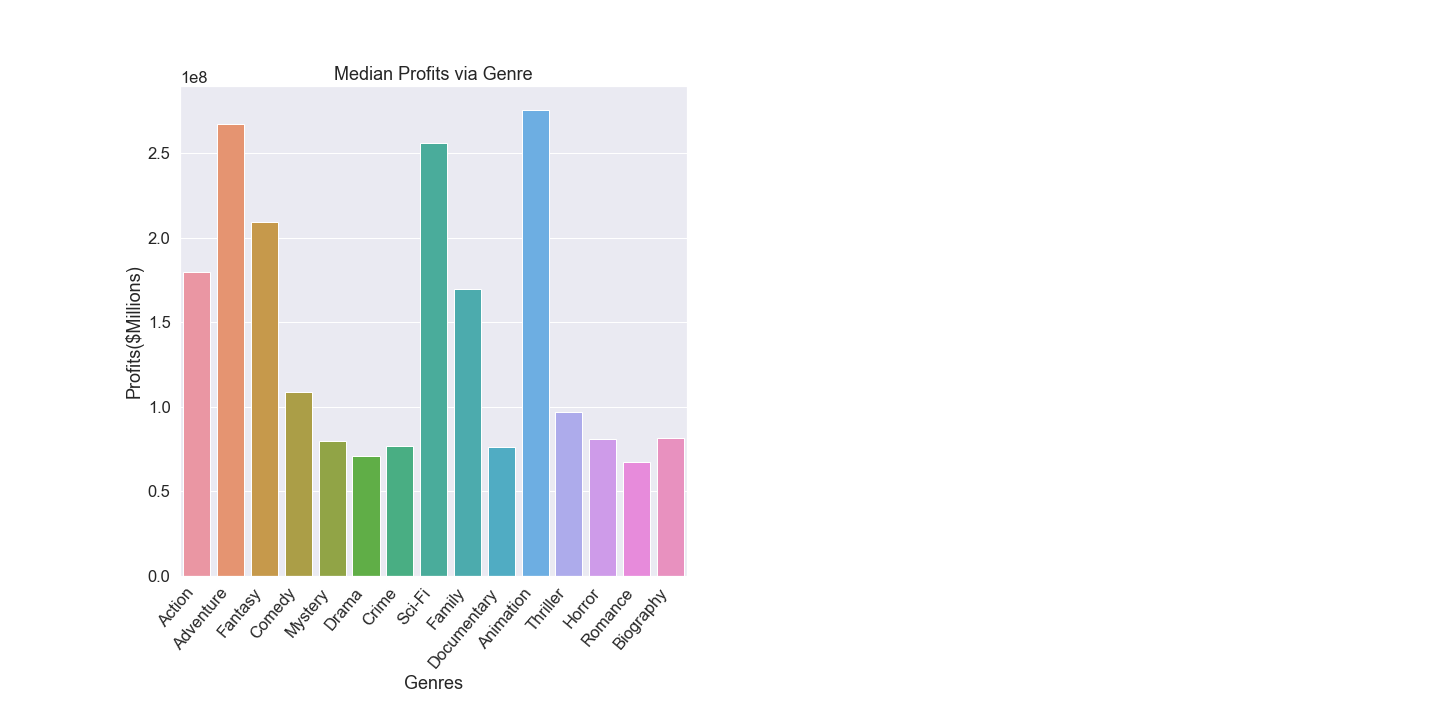 Median Profits via Genre
1e8
2.5
2.0
1.5
1.0
0.5
0.0
Profits($Millions)
Action
Adventure
Fantasy
Comedy
Mystery
Drama
Crime
Sci-Fi
Family
Documentary
Animation
Thriller
Horror
Romance
Biography
Genres